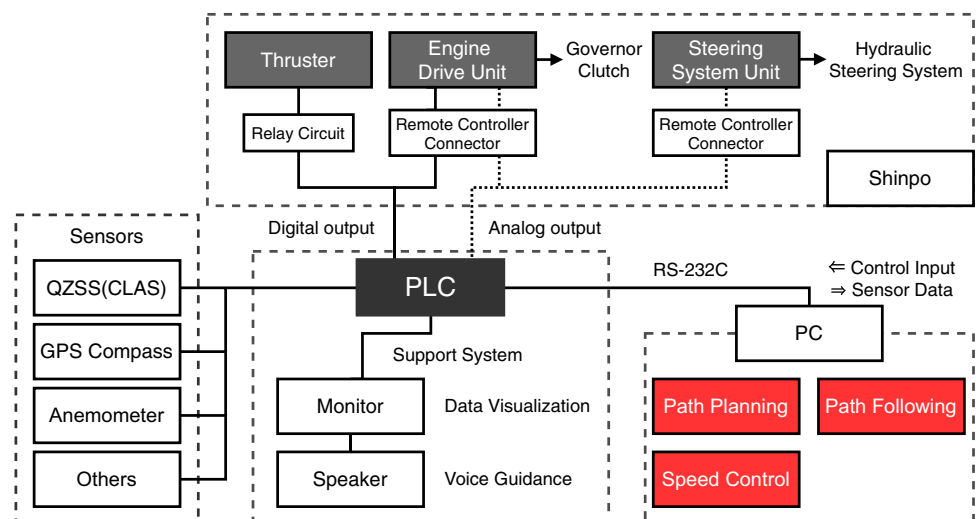 Thruster
Engine
Drive Unit
Governor
Clutch
Steering
System Unit
Hydraulic
Steering System
Relay Circuit
Remote Controller
Connector
Remote Controller
Connector
Shinpo
Digital output
Analog output
Sensors
QZSS(CLAS)
GPS Compass
Anemometer
Others
PLC
RS-232C
⇐ Control Input
⇒ Sensor Data
PC
Support System
Monitor
Data Visualization
Speaker
Voice Guidance
Path Planning
Path Following
Speed Control